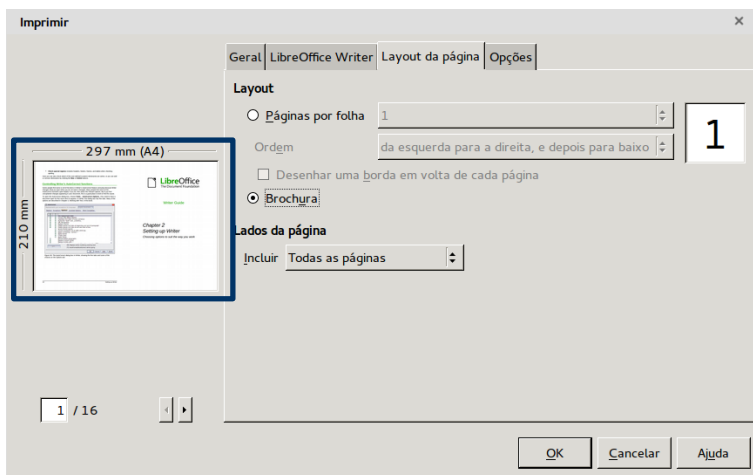 Imprimir
×
Geral LibreOffice Writer Layout da página Opções
Layout
Páginas por folha 1
1
Ordem da esquerda para a direita, e depois para baixo
Desenhar uma borda em volta de cada página
Brochura
Lados da página
Incluir Todas as páginas
297 mm (A4)
210 mm
LibreOffice
The Document Foundation
Writer Guide
Chapter 2
Setting up Writer
1 / 16
OK Cancelar Ajuda